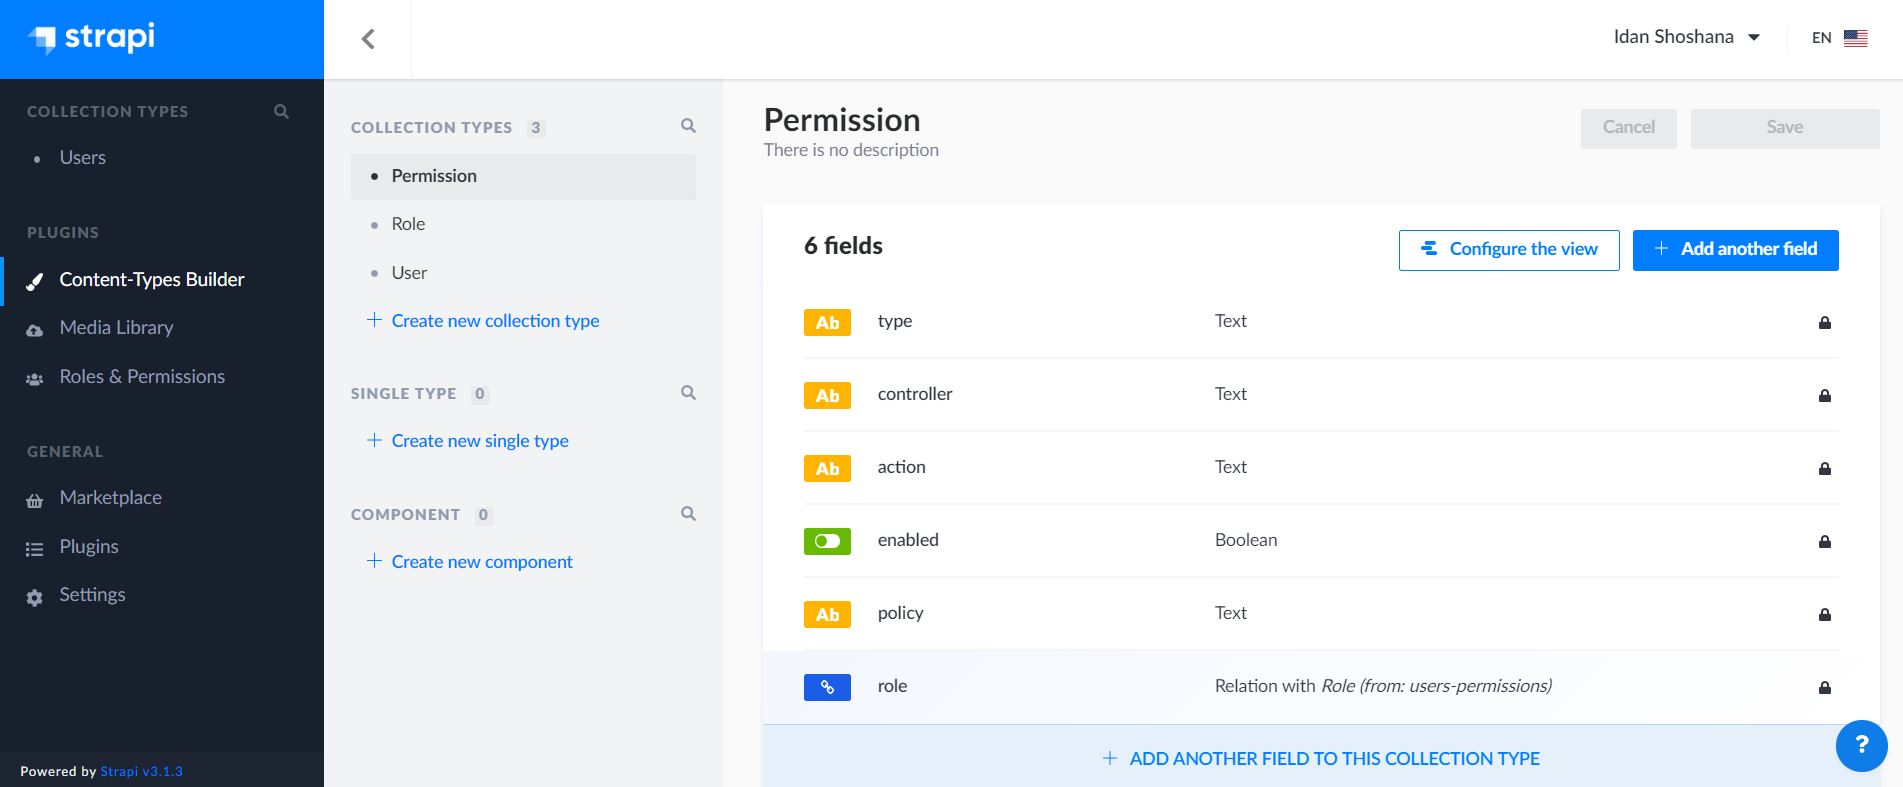 strapi
Idan Shoshana
EN
COLLECTION TYPES
Users
PLUGINS
Content-Types Builder
Media Library
Roles & Permissions
GENERAL
Marketplace
Plugins
Settings
Powered by Strapi v3.1.3
COLLECTION TYPES 3
Permission
Role
User
+ Create new collection type
SINGLE TYPE 0
+ Create new single type
COMPONENT 0
+ Create new component
Permission
There is no description
Cancel
Save
6 fields
Configure the view
+ Add another field
Ab type Text
Ab controller Text
Ab action Text
enabled Boolean
Ab policy Text
role Relation with Role (from: users-permissions)
+ ADD ANOTHER FIELD TO THIS COLLECTION TYPE
?